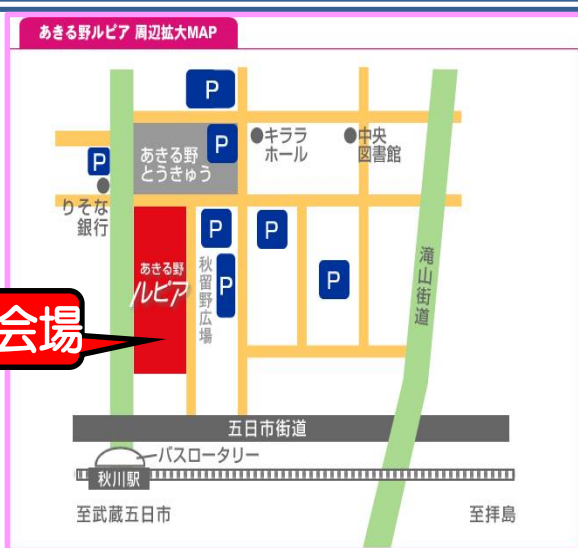 あきる野ルピア 周辺拡大MAP
P
P
P
あきる野
とうきゅう
キララ
ホール
中央
図書館
りそな
銀行
P
P
あきる野
ルピア
秋留野広場
P
P
滝山街道
会場
五日市街道
バスロータリー
秋川駅
至武蔵五日市
至拝島